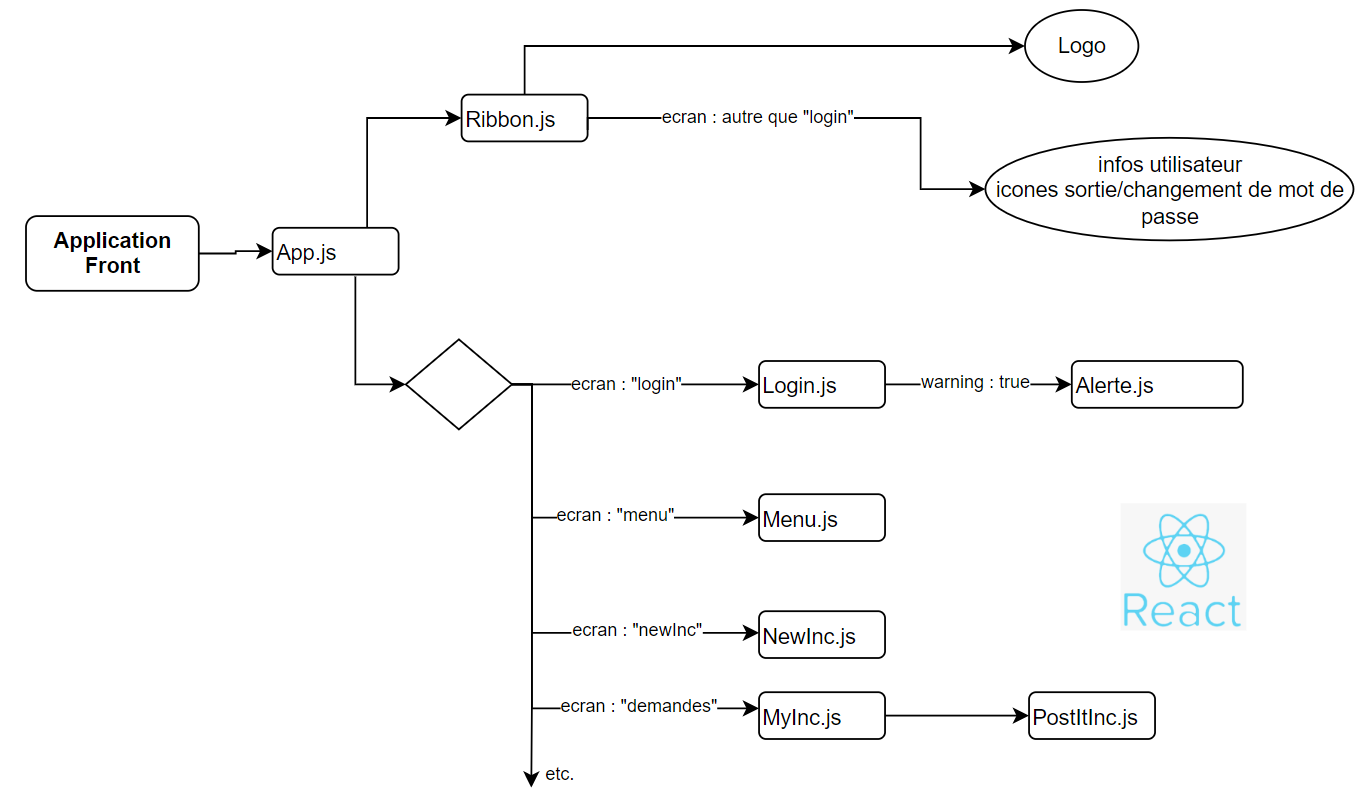 Logo
Ribbon.js
ecran : autre que "login"
infos utilisateur
icones sortie/changement de mot de
passe
Application
Front
App.js
ecran : "login"
Login.js
warning : true
Alerte.js
ecran : "menu"
Menu.js
React
ecran : "newInc"
NewInc.js
ecran : "demandes"
MyInc.js
PostItInc.js
etc.